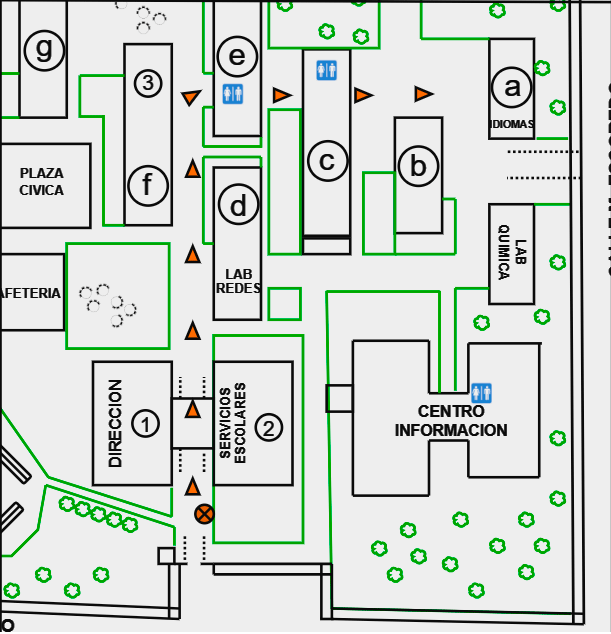 g
e
3
a
IDIOMAS
PLAZA
CIVICA
f
c
b
d
LAB
REDES
LAB
QUIMICA
AFETERIA
DIRECCION
1
SERVICIOS
ESCOLARES
2
CENTRO
INFORMACION
O